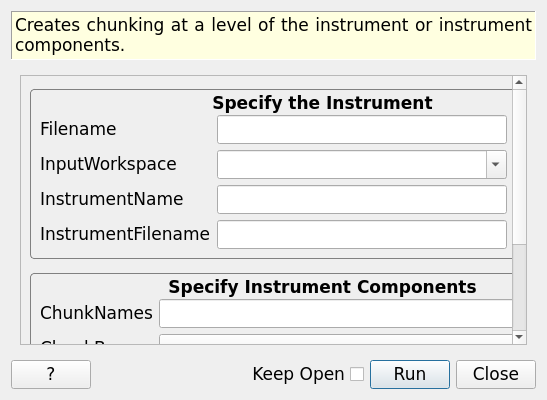 Creates chunking at a level of the instrument or instrument
components.
Specify the Instrument
Filename
InputWorkspace
InstrumentName
InstrumentFilename
Specify Instrument Components
ChunkNames
?
Keep Open
Run
Close